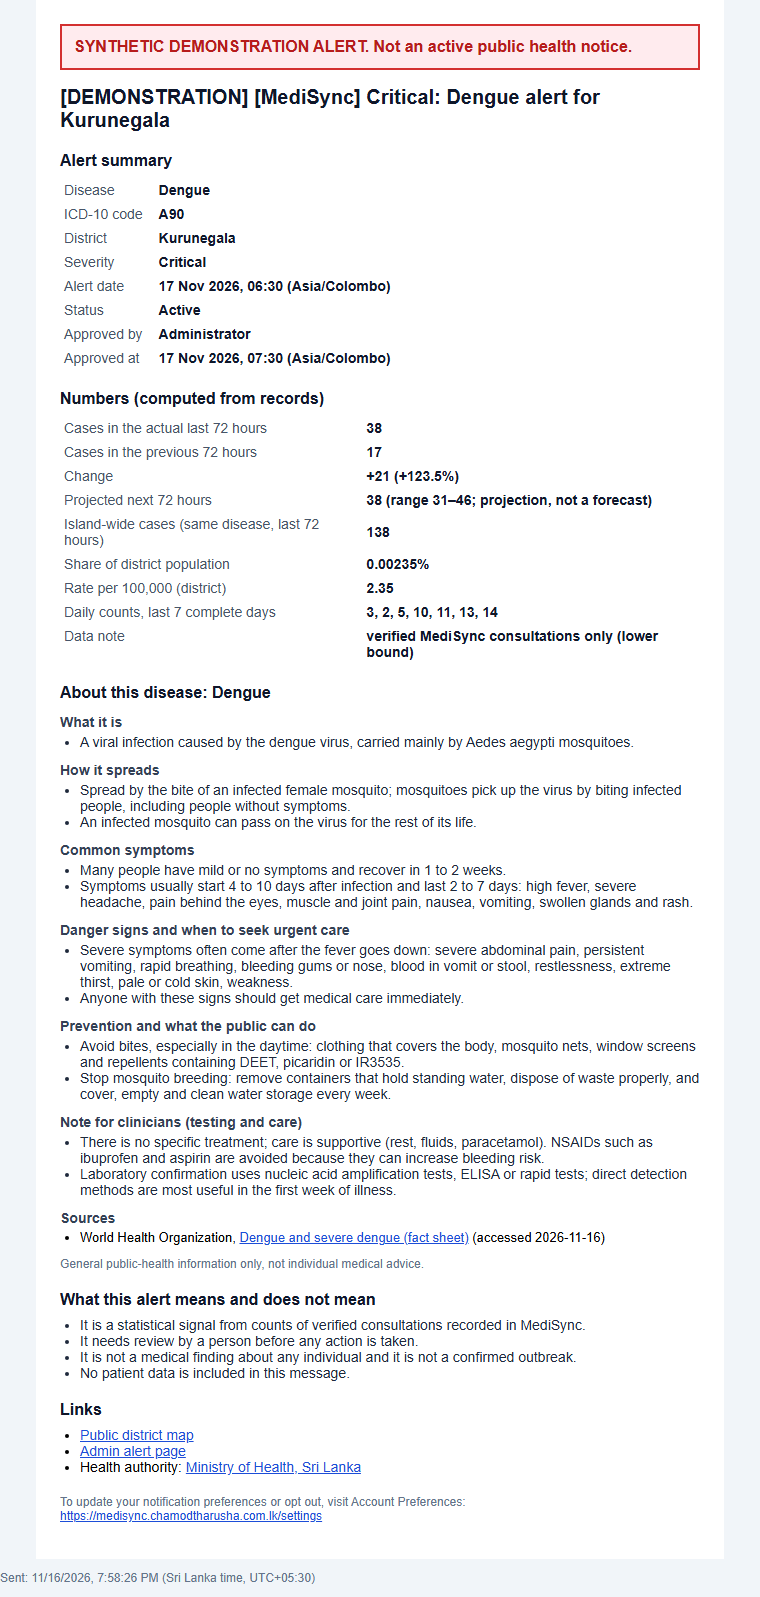 SYNTHETIC DEMONSTRATION ALERT. Not an active public health notice.
[DEMONSTRATION] [MediSync] Critical: Dengue alert for
Kurunegala
Alert summary
Disease Dengue
ICD-10 code A90
District Kurunegala
Severity Critical
Alert date 17 Nov 2026, 06:30 (Asia/Colombo)
Status Active
Approved by Administrator
Approved at 17 Nov 2026, 07:30 (Asia/Colombo)
Numbers (computed from records)
Cases in the actual last 72 hours 38
Cases in the previous 72 hours 17
Change +21 (+123.5%)
Projected next 72 hours 38 (range 31–46; projection, not a forecast)
Island-wide cases (same disease, last 72
hours) 138
Share of district population 0.00235%
Rate per 100,000 (district) 2.35
Daily counts, last 7 complete days 3, 2, 5, 10, 11, 13, 14
Data note verified MediSync consultations only (lower
bound)
About this disease: Dengue
What it is
• A viral infection caused by the dengue virus, carried mainly by Aedes aegypti mosquitoes.
How it spreads
• Spread by the bite of an infected female mosquito; mosquitoes pick up the virus by biting infected
people, including people without symptoms.
• An infected mosquito can pass on the virus for the rest of its life.
Common symptoms
• Many people have mild or no symptoms and recover in 1 to 2 weeks.
• Symptoms usually start 4 to 10 days after infection and last 2 to 7 days: high fever, severe
headache, pain behind the eyes, muscle and joint pain, nausea, vomiting, swollen glands and rash.
Danger signs and when to seek urgent care
• Severe symptoms often come after the fever goes down: severe abdominal pain, persistent
vomiting, rapid breathing, bleeding gums or nose, blood in vomit or stool, restlessness, extreme
thirst, pale or cold skin, weakness.
• Anyone with these signs should get medical care immediately.
Prevention and what the public can do
• Avoid bites, especially in the daytime: clothing that covers the body, mosquito nets, window screens
and repellents containing DEET, picaridin or IR3535.
• Stop mosquito breeding: remove containers that hold standing water, dispose of waste properly, and
cover, empty and clean water storage every week.
Note for clinicians (testing and care)
• There is no specific treatment; care is supportive (rest, fluids, paracetamol). NSAIDs such as
ibuprofen and aspirin are avoided because they can increase bleeding risk.
• Laboratory confirmation uses nucleic acid amplification tests, ELISA or rapid tests; direct detection
methods are most useful in the first week of illness.
Sources
• World Health Organization, Dengue and severe dengue (fact sheet) (accessed 2026-11-16)
General public-health information only, not individual medical advice.
What this alert means and does not mean
• It is a statistical signal from counts of verified consultations recorded in MediSync.
• It needs review by a person before any action is taken.
• It is not a medical finding about any individual and it is not a confirmed outbreak.
• No patient data is included in this message.
Links
• Public district map
• Admin alert page
• Health authority: Ministry of Health, Sri Lanka
To update your notification preferences or opt out, visit Account Preferences:
https://medisync.chamodtharusha.com.lk/settings
Sent: 11/16/2026, 7:58:26 PM (Sri Lanka time, UTC+05:30)